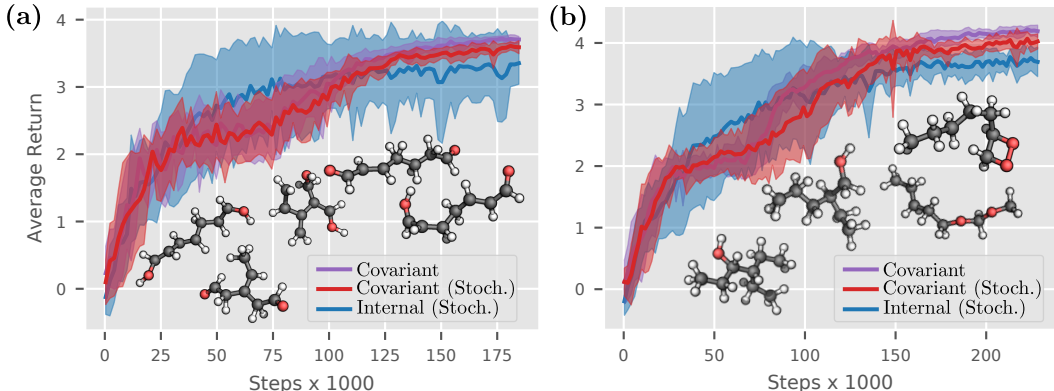 (a)
4
3
2
1
0
Average Return
Covariant
Covariant (Stoch.)
Internal (Stoch.)
0 25 50 75 100 125 150 175
Steps x 1000
(b)
4
3
2
1
0
Covariant
Covariant (Stoch.)
Internal (Stoch.)
0 50 100 150 200
Steps x 1000